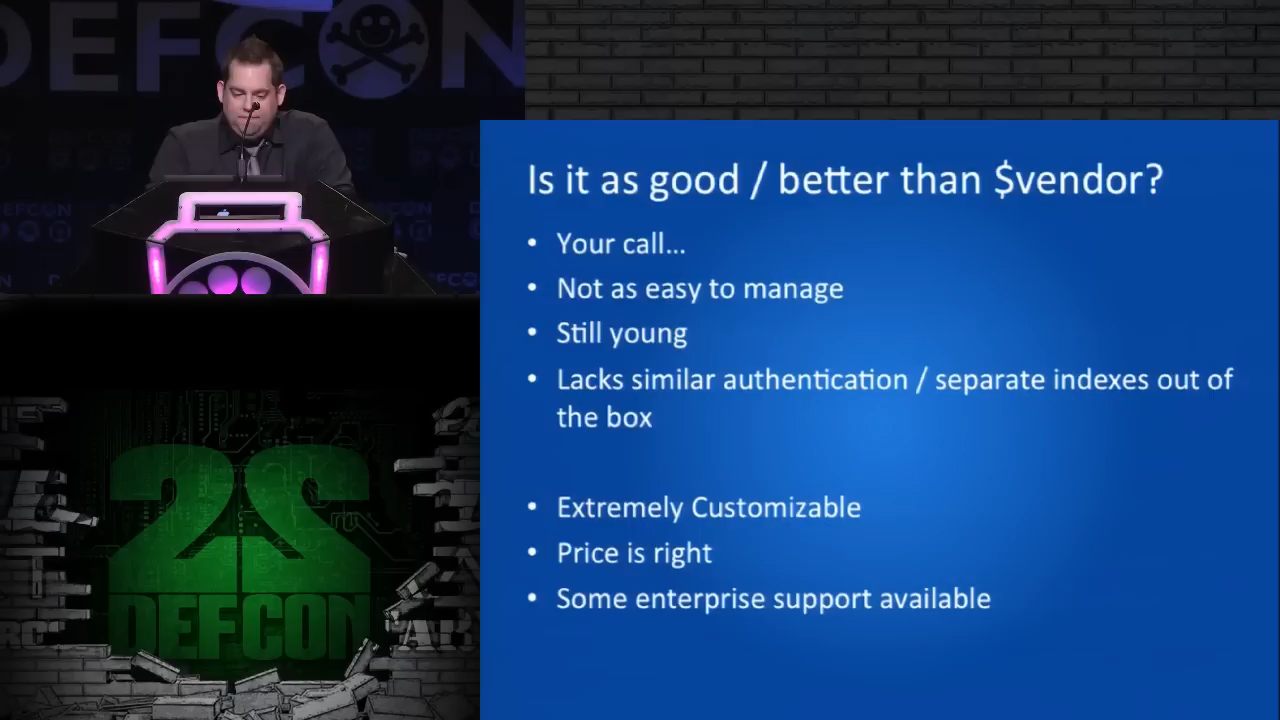 DEFCON
Is it as good / better than $vendor?
• Your call...
• Not as easy to manage
• Still young
• Lacks similar authentication / separate indexes out of
the box
• Extremely Customizable
• Price is right
• Some enterprise support available
22
DEFCON